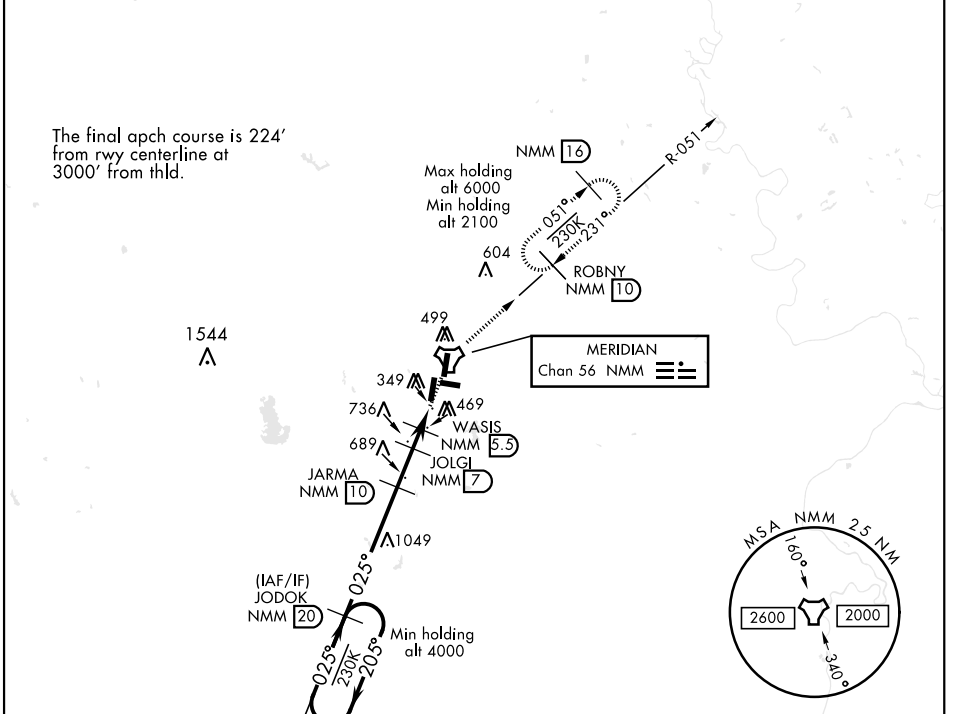 The final apch course is 224'
from rwy centerline at
3000' from thld.
NMM 16
Max holding
alt 6000
Min holding
alt 2100
R-051
051°
230K
231°
604
ROBNY
NMM 10
499
1544
MERIDIAN
Chan 56 NMM
349
736
469
WASIS
NMM 5.5
689
JOLGI
NMM 7
JARMA
NMM 10
1049
025°
(IAF/IF)
JODOK
NMM 20
Min holding
alt 4000
025°
230K
205°
MSA NMM 25 NM
160°
2600
2000
340°